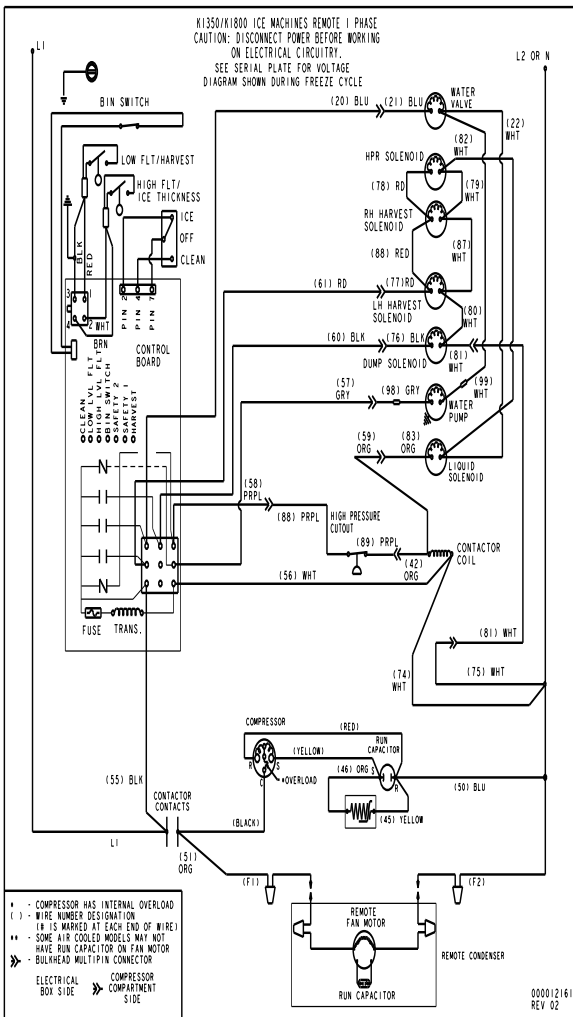 K1350/K1800 ICE MACHINES REMOTE 1 PHASE
CAUTION: DISCONNECT POWER BEFORE WORKING
ON ELECTRICAL CIRCUITRY.
SEE SERIAL PLATE FOR VOLTAGE
DIAGRAM SHOWN DURING FREEZE CYCLE
L1
L2 OR N
BIN SWITCH
LOW FLT/HARVEST
HIGH FLT/
ICE THICKNESS
ICE
OFF
CLEAN
BLK
RED
3 1
4 2
WHT
BRN
PIN 2
PIN 4
PIN 7
CONTROL
BOARD
CLEAN
LOW LVL FLT
HIGH LVL FLT
BIN SWITCH
SAFETY 2
SAFETY 1
HARVEST
FUSE
TRANS.
(20) BLU
(21) BLU
WATER
VALVE
(22)
WHT
(82)
WHT
HPR SOLENOID
(78) RD
(79)
WHT
RH HARVEST
SOLENOID
(88) RED
(87)
WHT
(61) RD
(77)RD
LH HARVEST
SOLENOID
(80)
WHT
(60) BLK
(76) BLK
DUMP SOLENOID
(81)
WHT
(57)
GRY
(98) GRY
(99)
WHT
WATER
PUMP
(59)
ORG
(83)
ORG
LIQUID
SOLENOID
(58)
PRPL
(88) PRPL
HIGH PRESSURE
CUTOUT
(89) PRPL
(42)
ORG
CONTACTOR
COIL
(56) WHT
(81) WHT
(74)
WHT
(75) WHT
COMPRESSOR
(RED)
RUN
CAPACITOR
(YELLOW)
R S
*OVERLOAD
C
(46) ORG
S
R
(50) BLU
(45) YELLOW
(55) BLK
CONTACTOR
CONTACTS
(BLACK)
L1
(51)
ORG
(F1)
(F2)
REMOTE
FAN MOTOR
REMOTE CONDENSER
RUN CAPACITOR
* - COMPRESSOR HAS INTERNAL OVERLOAD
( ) - WIRE NUMBER DESIGNATION
(# IS MARKED AT EACH END OF WIRE)
** - SOME AIR COOLED MODELS MAY NOT
HAVE RUN CAPACITOR ON FAN MOTOR
- BULKHEAD MULTIPIN CONNECTOR
ELECTRICAL
BOX SIDE
COMPRESSOR
COMPARTMENT
SIDE
000012161
REV 02